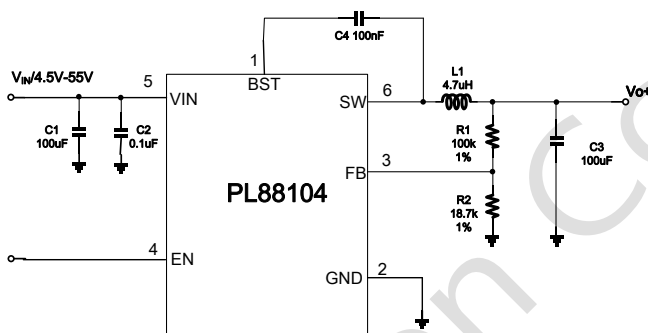 C4 100nF
1
BST
L1
4.7uH
VIN/4.5V-55V
5
VIN
SW
6
Vo+
C1
100uF
C2
0.1uF
R1
100k
1%
C3
100uF
FB
3
PL88104
R2
18.7k
1%
4
EN
GND
2